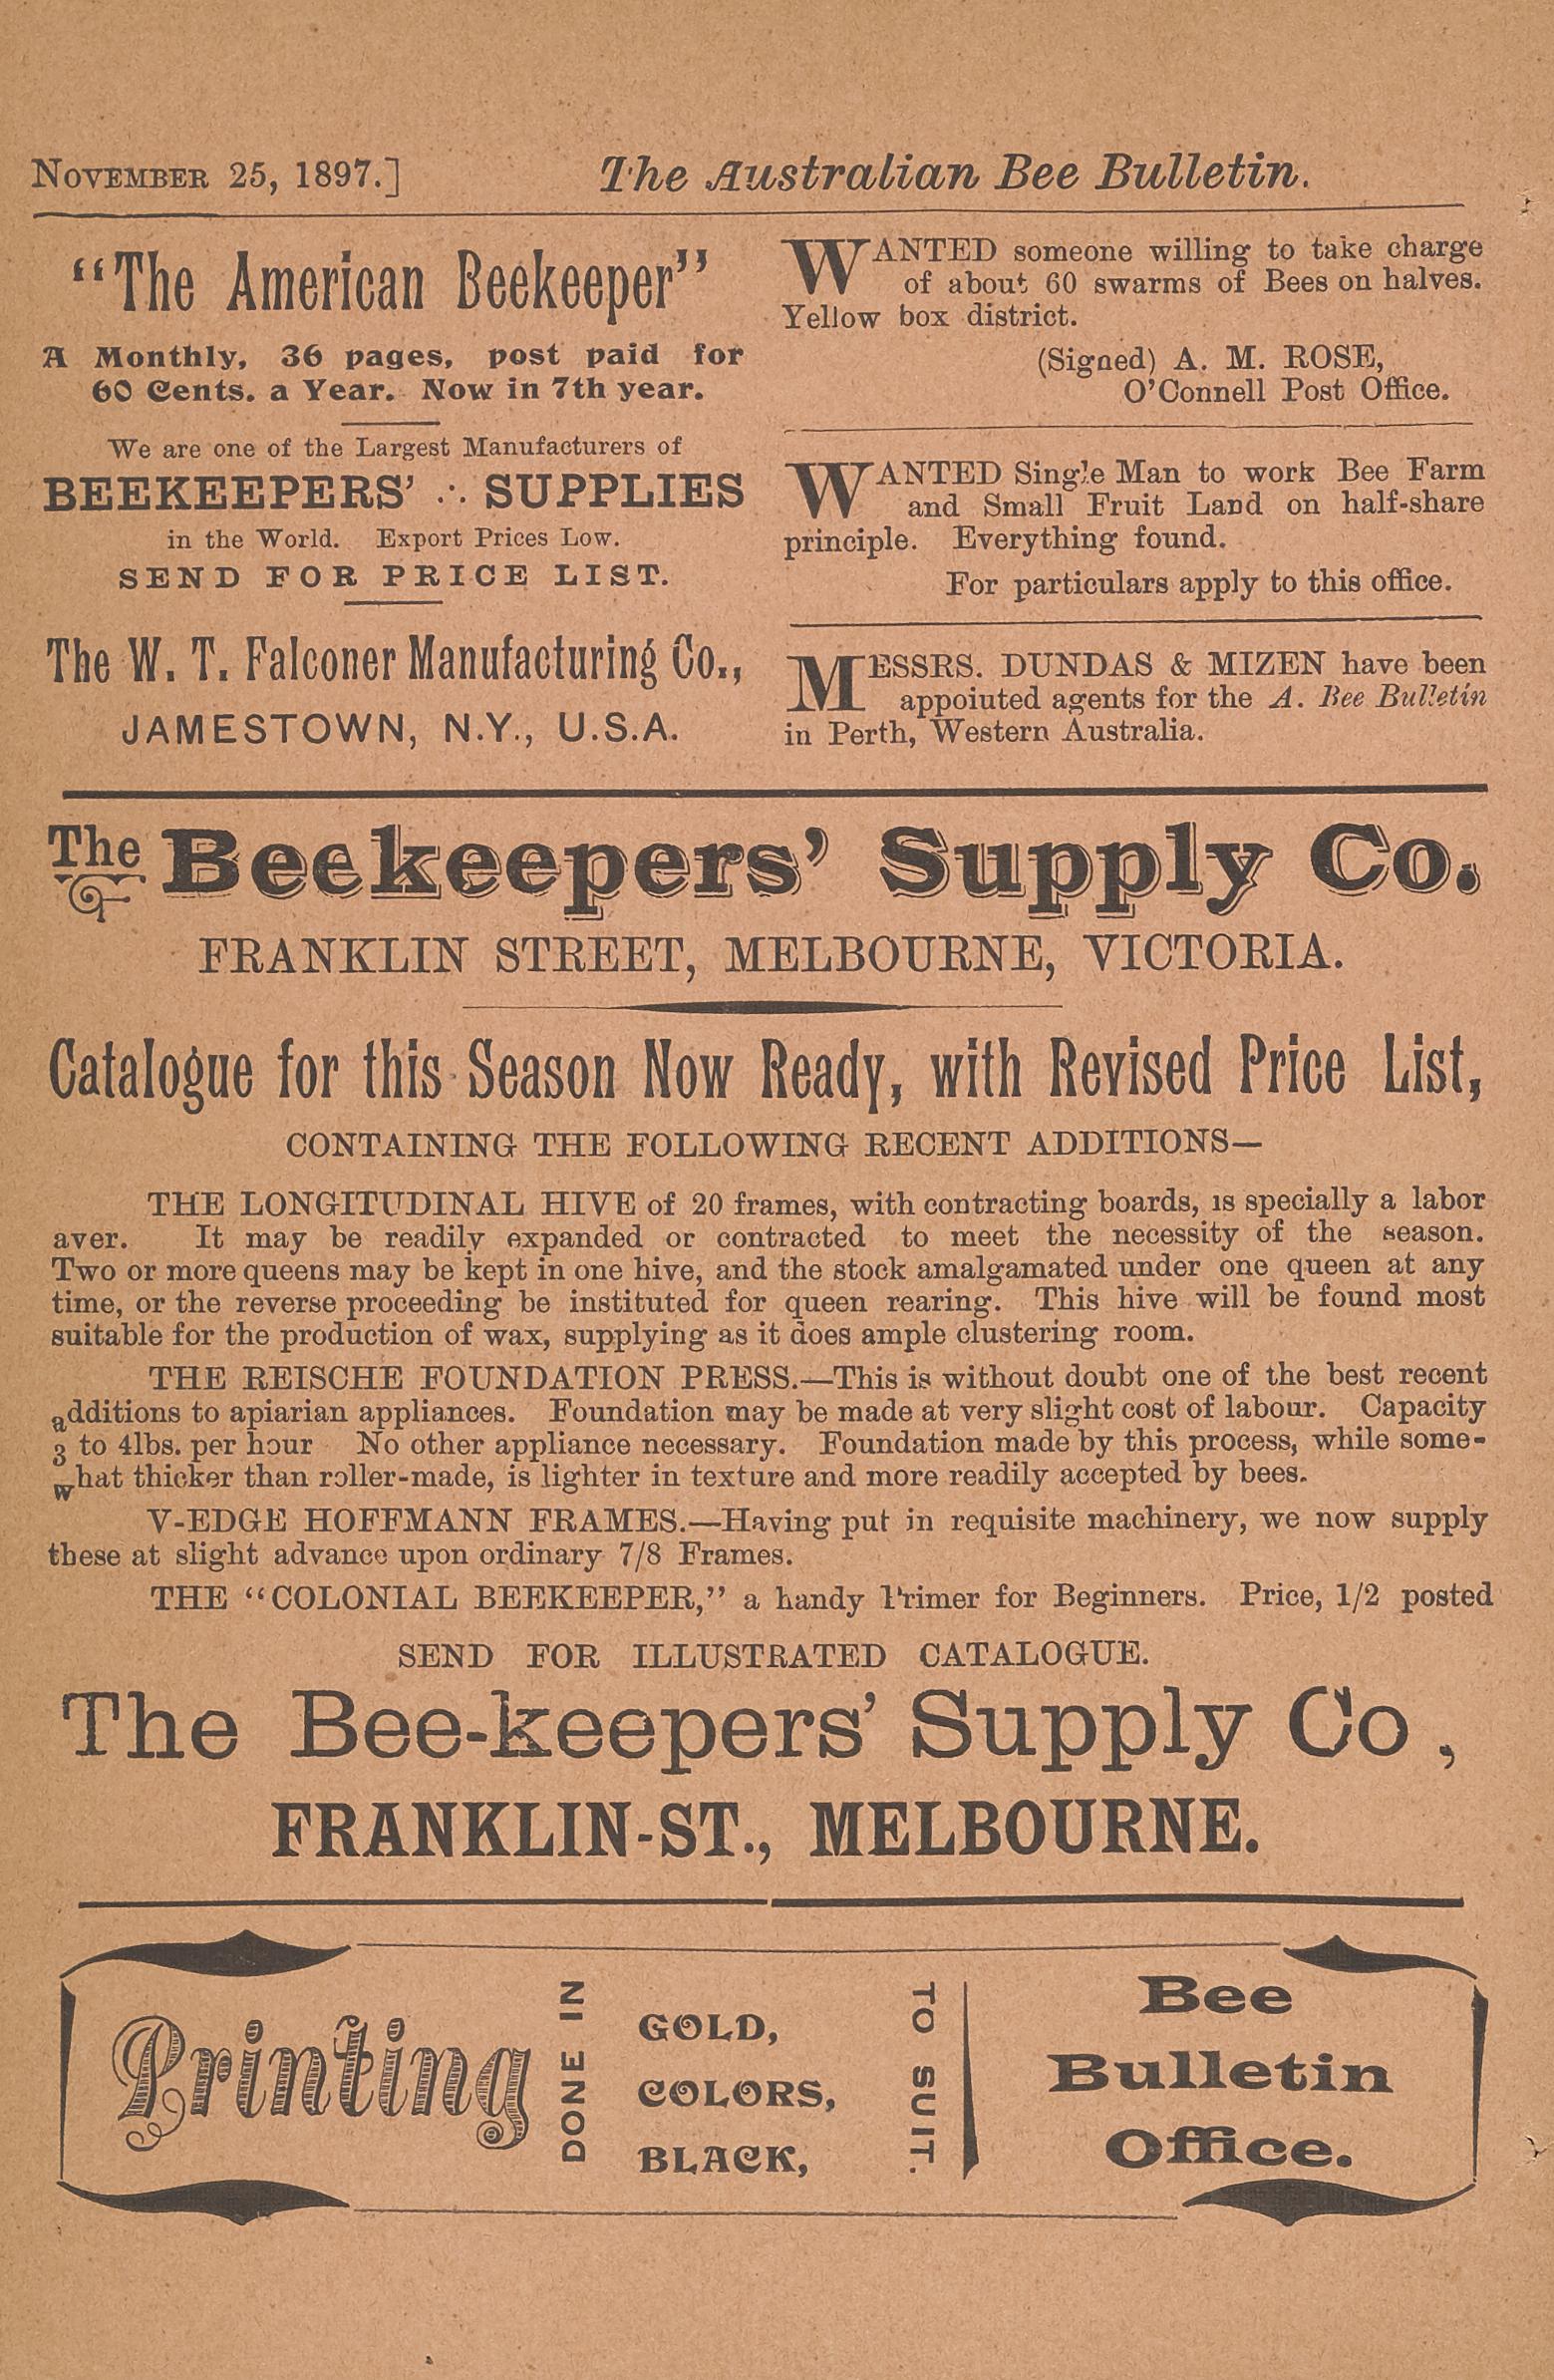 NOVEMBER 25, 1897.] The Australian Bee Bulletin.
"The American Beekeeper"
A Monthly, 36 pages, post paid for
60 Cents. a Year. Now in 7th year.
We are one of the Largest Manufacturers of
BEEKEEPERS' ∴ SUPPLIES
in the World. Export Prices Low.
SEND FOR PRICE LIST.
The W. T. Falconer Manufacturing Co.,
JAMESTOWN, N.Y., U.S.A.
WANTED someone willing to take charge
of about 60 swarms of Bees on halves.
Yellow box district.
(Signed) A. M. ROSE,
O'Connell Post Office.
WANTED Single Man to work Bee Farm
and Small Fruit Land on half-share
principle. Everything found.
For particulars apply to this office.
MESSRS. DUNDAS & MIZEN have been
appoiuted agents for the A. Bee Bulletin
in Perth, Western Australia.
The Beekeepers' Supply Co.
FRANKLIN STREET, MELBOURNE, VICTORIA.
Catalogue for this Season Now Ready, with Revised Price List,
CONTAINING THE FOLLOWING RECENT ADDITIONS—
THE LONGITUDINAL HIVE of 20 frames, with contracting boards, is specially a labor
aver. It may be readily expanded or contracted to meet the necessity of the season.
Two or more queens may be kept in one hive, and the stock amalgamated under one queen at any
time, or the reverse proceeding be instituted for queen rearing. This hive will be found most
suitable for the production of wax, supplying as it does ample clustering room.
THE REISCHE FOUNDATION PRESS.—This is without doubt one of the best recent
additions to apiarian appliances. Foundation may be made at very slight cost of labour. Capacity
3 to 4lbs. per hour No other appliance necessary. Foundation made by this process, while some-
what thicker than roller-made, is lighter in texture and more readily accepted by bees.
V-EDGE HOFFMANN FRAMES.—Having put in requisite machinery, we now supply
these at slight advance upon ordinary 7/8 Frames.
THE "COLONIAL BEEKEEPER," a handy Primer for Beginners. Price, 1/2 posted
SEND FOR ILLUSTRATED CATALOGUE.
The Bee-keepers' Supply Co ,
FRANKLIN-ST., MELBOURNE.
Printing
DONE IN
GOLD,
COLORS,
BLACK,
TO SUIT.
Bee
Bulletin
Office.